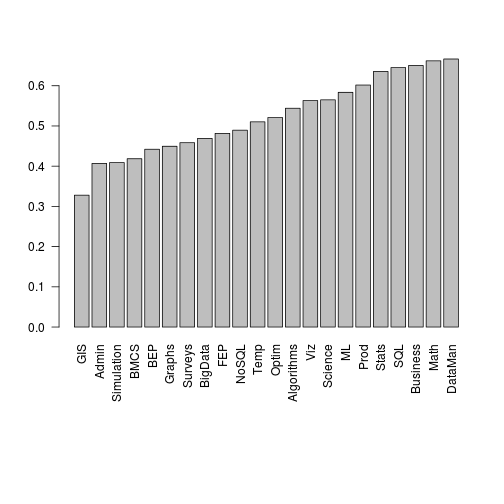 0.6
0.5
0.4
0.3
0.2
0.1
0.0
GIS
Admin
Simulation
BMCS
BEP
Graphs
Surveys
BigData
FEP
NoSQL
Temp
Optim
Algorithms
Viz
Science
ML
Prod
Stats
SQL
Business
Math
DataMan